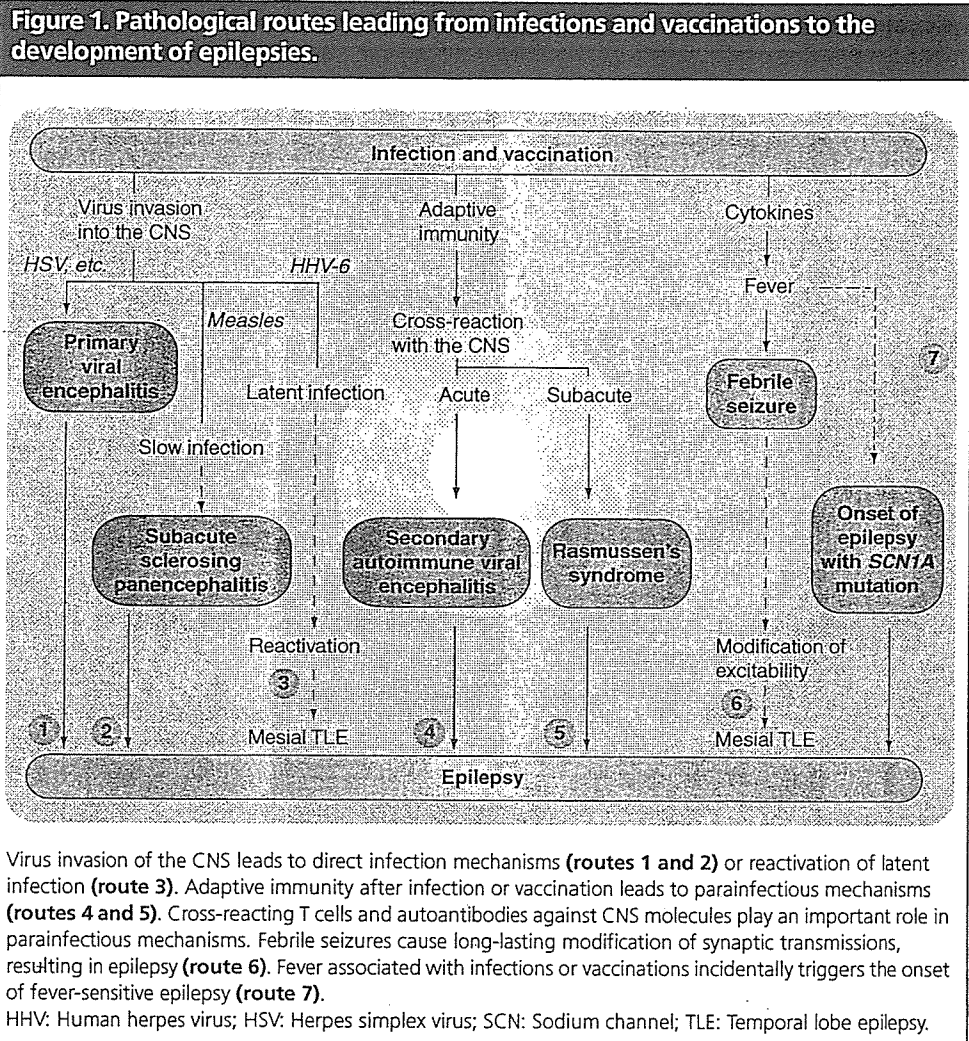 Figure 1. Pathological routes leading from infections and vaccinations to the
development of epilepsies.
Infection and vaccination
Virus invasion
into the CNS
Adaptive
immunity
Cytokines
HSV, etc.
HHV-6
Fever
Measles
Cross-reaction
with the CNS
Primary
viral
encephalitis
7
Latent infection
Acute
Subacute
Febrile
seizure
Slow infection
Subacute
sclerosing
panencephalitis
Secondary
autoimmune viral
encephalitis
Rasmussen's
syndrome
Onset of
epilepsy
with SCN1A
mutation
Reactivation
Modification of
excitability
3
6
1
2
Mesial TLE
4
5
Mesial TLE
Epilepsy
Virus invasion of the CNS leads to direct infection mechanisms (routes 1 and 2) or reactivation of latent
infection (route 3). Adaptive immunity after infection or vaccination leads to parainfectious mechanisms
(routes 4 and 5). Cross-reacting T cells and autoantibodies against CNS molecules play an important role in
parainfectious mechanisms. Febrile seizures cause long-lasting modification of synaptic transmissions,
resulting in epilepsy (route 6). Fever associated with infections or vaccinations incidentally triggers the onset
of fever-sensitive epilepsy (route 7).
HHV: Human herpes virus; HSV: Herpes simplex virus; SCN: Sodium channel; TLE: Temporal lobe epilepsy.